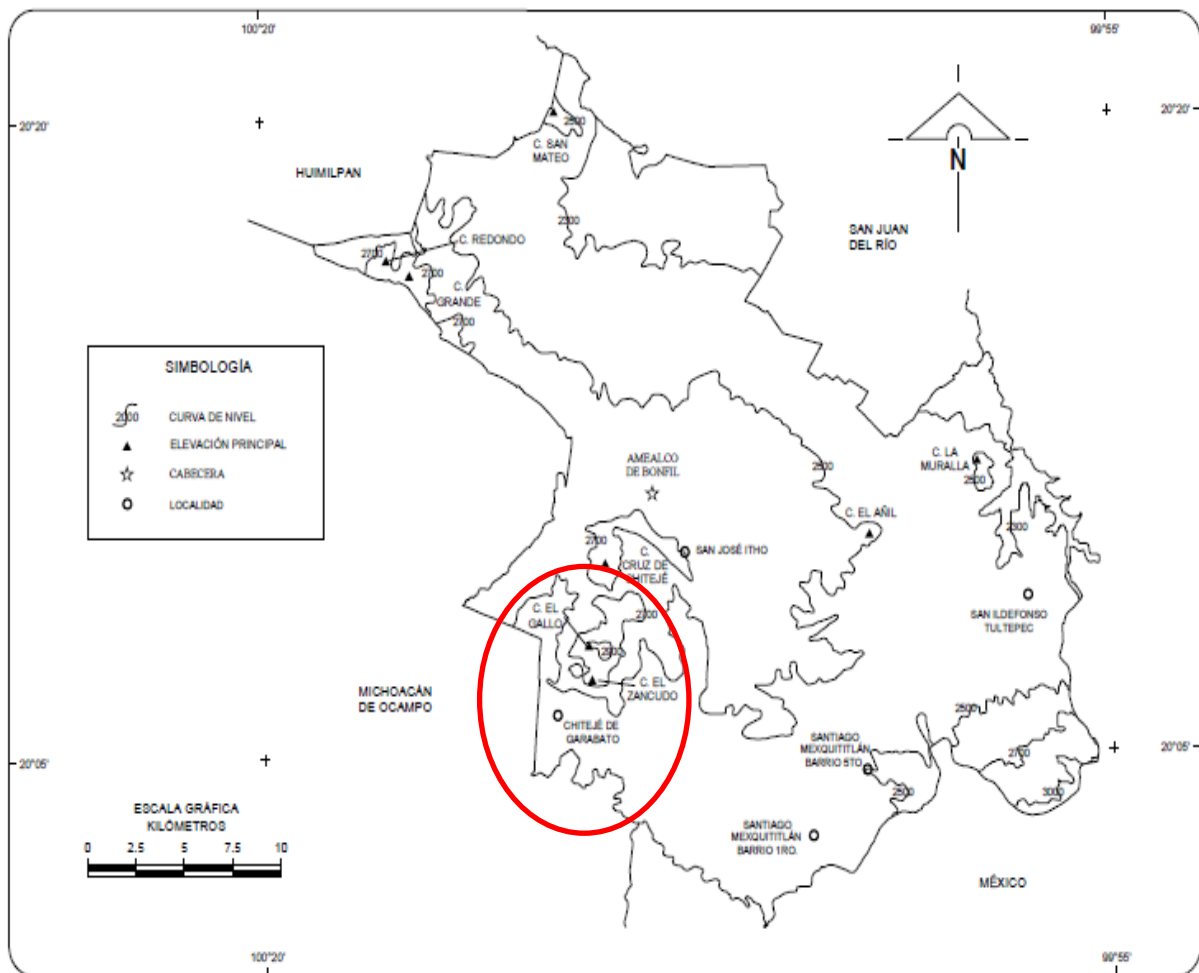 100°20'
99°55'
20°20'
20°20'
2500
C. SAN
MATEO
HUIMILPAN
2300
SAN JUAN
DEL RÍO
N
C. REDONDO
2700
2700
C.
GRANDE
2700
SIMBOLOGÍA
2000 CURVA DE NIVEL
ELEVACIÓN PRINCIPAL
CABECERA
LOCALIDAD
AMEALCO
DE BONFIL
2500
C. LA
MURALLA
2500
C. EL AÑIL
2300
2700
C.
CRUZ DE
CHITEJÉ
SAN JOSÉ ITHO
SAN ILDEFONSO
TULTEPEC
C. EL
GALLO
2700
2900
C. EL
ZANCUDO
MICHOACÁN
DE OCAMPO
CHITEJÉ DE
GARABATO
2500
SANTIAGO
MEXQUITITLÁN
BARRIO 5TO.
2700
20°05'
20°05'
2500
3000
ESCALA GRÁFICA
KILÓMETROS
0 2.5 5 7.5 10
SANTIAGO
MEXQUITITLÁN
BARRIO 1RO.
MÉXICO
100°20'
99°55'